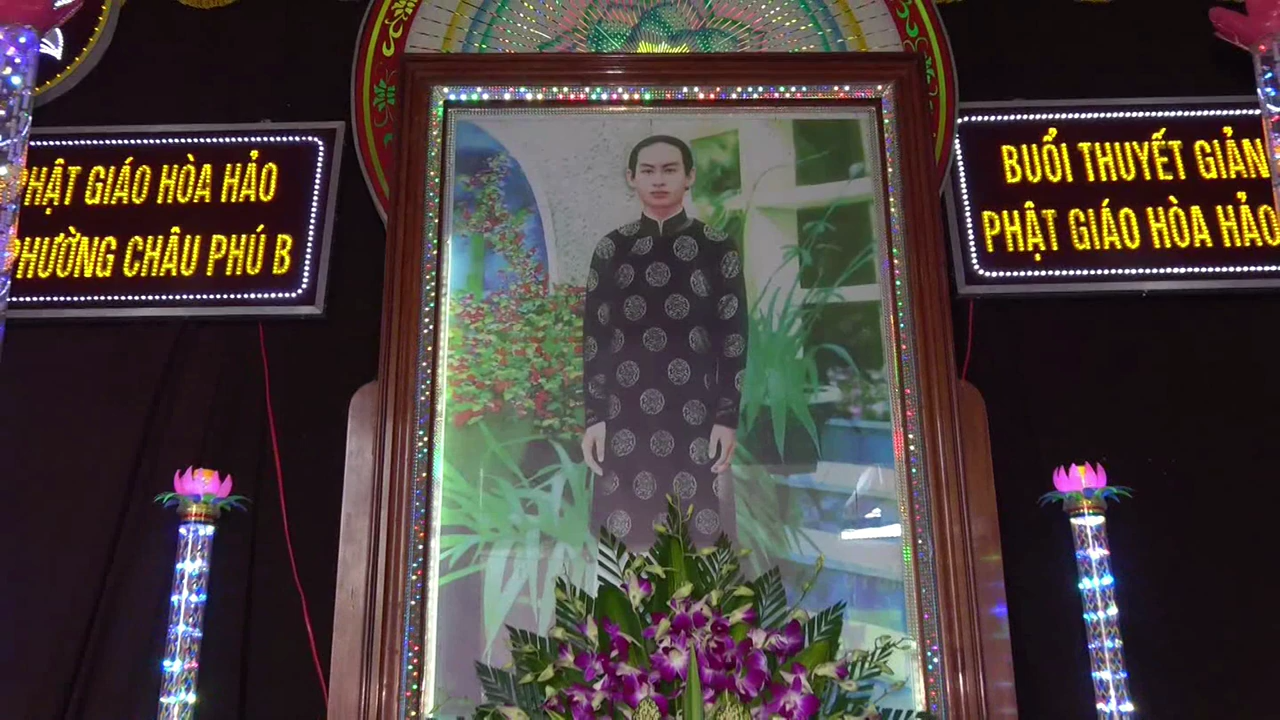 PHẬT GIÁO HÒA HẢO
PHƯỜNG CHÂU PHÚ B
BUỔI THUYẾT GIẢN
PHẬT GIÁO HÒA HẢO